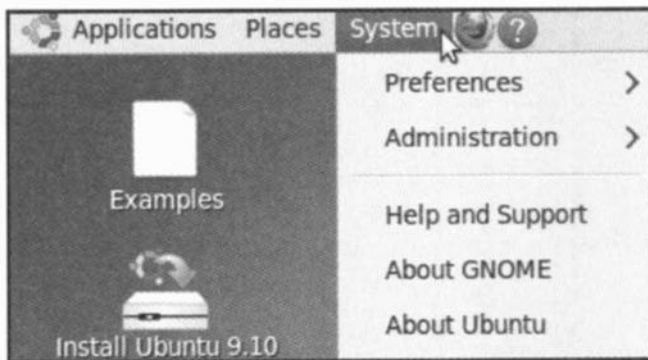 Applications Places System ?
Preferences
Administration
Examples
Help and Support
About GNOME
About Ubuntu
Install Ubuntu 9.10